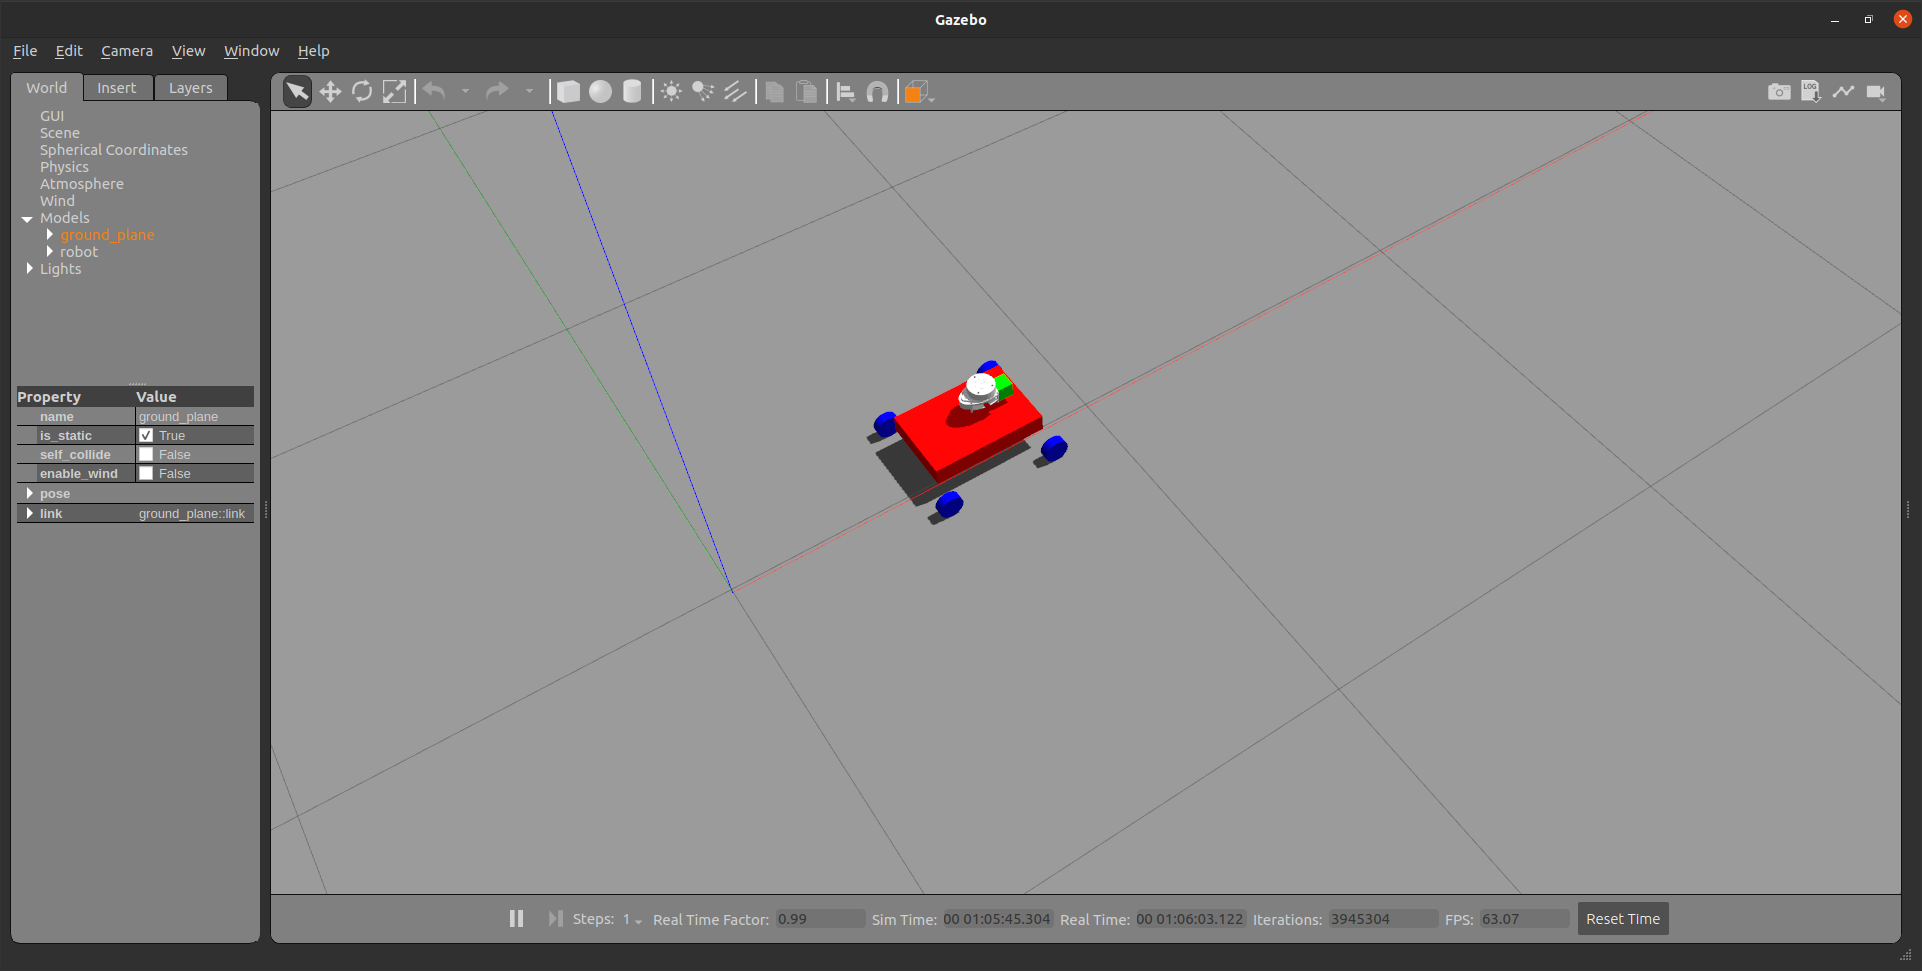 Gazebo
File Edit Camera View Window Help
World Insert Layers
LOG
GUI
Scene
Spherical Coordinates
Physics
Atmosphere
Wind
Models
ground_plane
robot
Lights
Property Value
name ground_plane
is_static True
self_collide False
enable_wind False
pose
link ground_plane::link
Steps: 1 Real Time Factor: 0.99 Sim Time: 00 01:05:45.304 Real Time: 00 01:06:03.122 Iterations: 3945304 FPS: 63.07 Reset Time